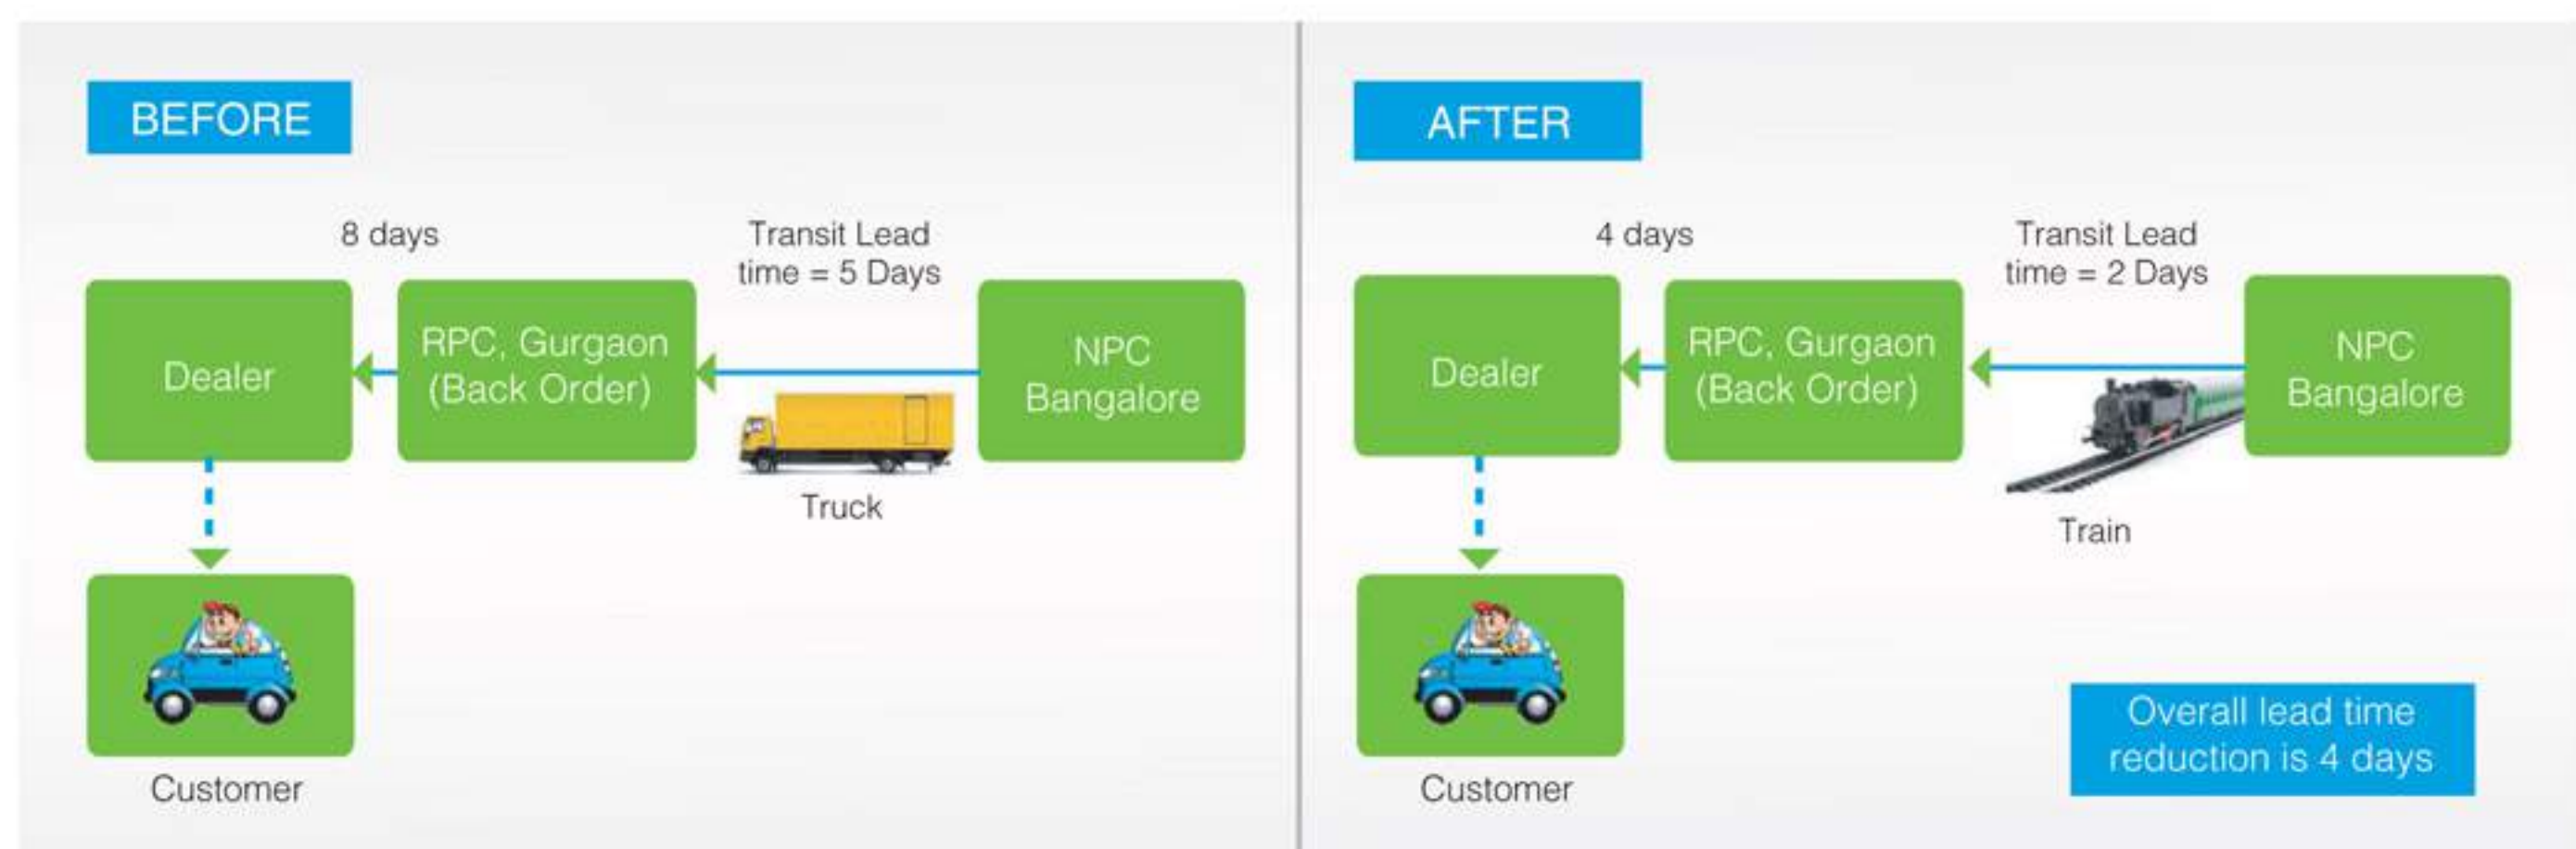 BEFORE
8 days
Transit Lead
time = 5 Days
Dealer
RPC, Gurgaon
(Back Order)
NPC
Bangalore
Truck
Customer
AFTER
4 days
Transit Lead
time = 2 Days
Dealer
RPC, Gurgaon
(Back Order)
NPC
Bangalore
Train
Customer
Overall lead time
reduction is 4 days